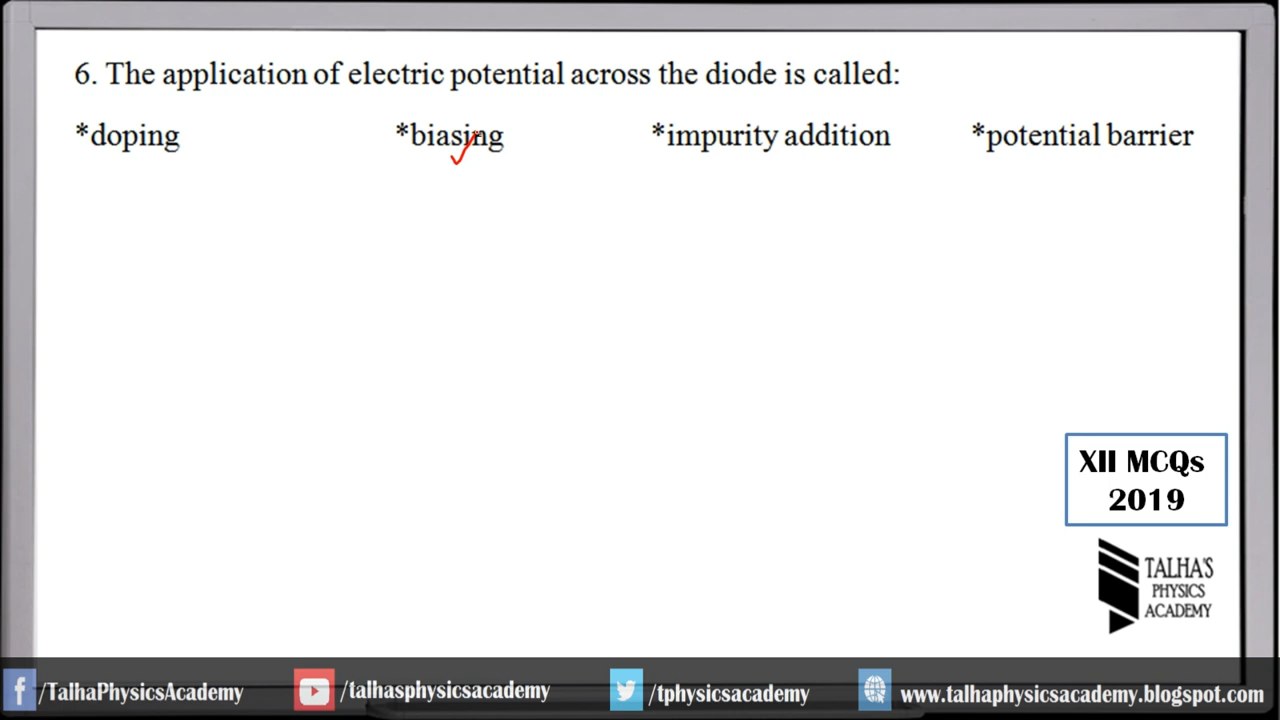 6. The application of electric potential across the diode is called:
*doping *biasing *impurity addition *potential barrier
XII MCQs
2019
TALHA'S
PHYSICS
ACADEMY
/TalhaPhysicsAcademy /talhasphysicsacademy /tphysicsacademy www.talhaphysicsacademy.blogspot.com